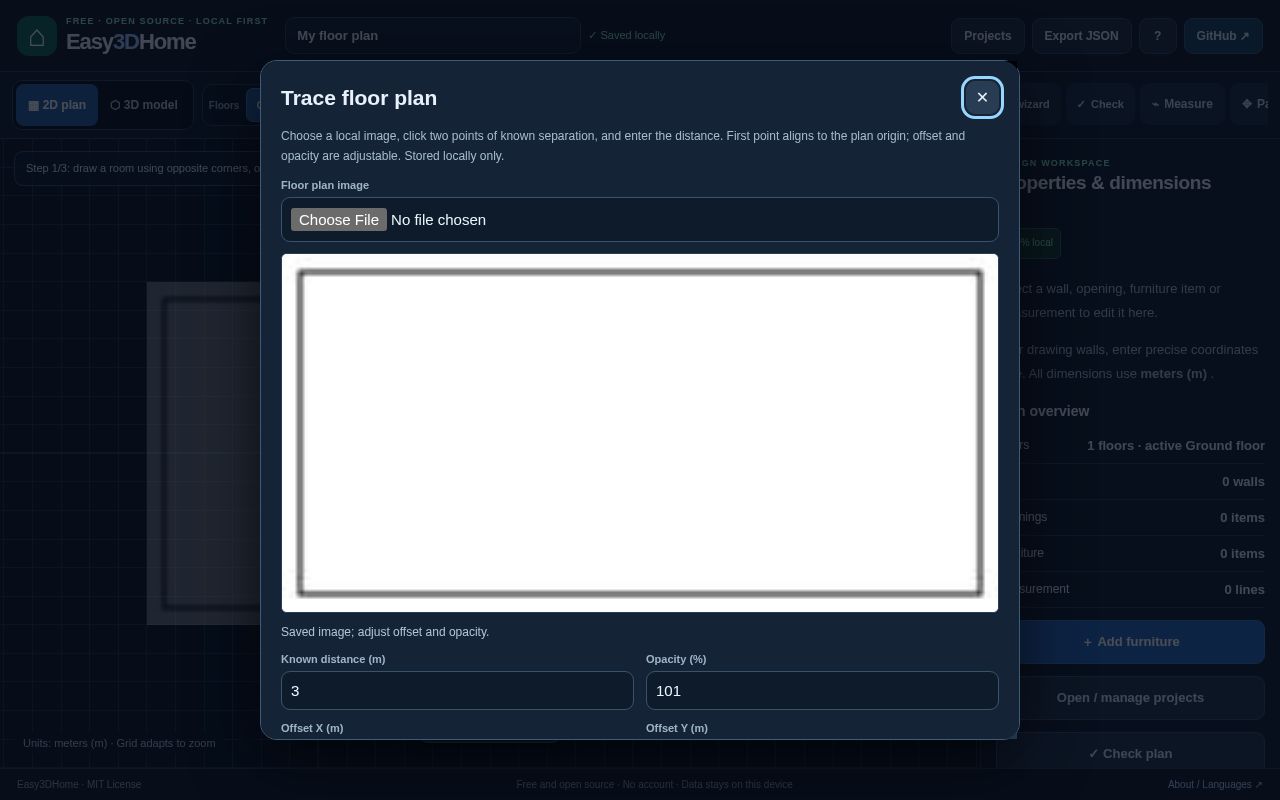 FREE · OPEN SOURCE · LOCAL FIRST
Easy3DHome
My floor plan
✓ Saved locally
Projects
Export JSON
?
GitHub ↗
2D plan
3D model
Floors
✓ Check
Measure
Step 1/3: draw a room using opposite corners, o
Trace floor plan
✕
Choose a local image, click two points of known separation, and enter the distance. First point aligns to the plan origin; offset and
opacity are adjustable. Stored locally only.
Floor plan image
Choose File No file chosen
Saved image; adjust offset and opacity.
Known distance (m)
Opacity (%)
3
101
Offset X (m)
Offset Y (m)
GN WORKSPACE
operties & dimensions
% local
ect a wall, opening, furniture item or
surement to edit it here.
r drawing walls, enter precise coordinates
. All dimensions use meters (m) .
n overview
rs
1 floors · active Ground floor
0 walls
nings
0 items
iture
0 items
surement
0 lines
+ Add furniture
Open / manage projects
✓ Check plan
Units: meters (m) · Grid adapts to zoom
Easy3DHome · MIT License
Free and open source · No account · Data stays on this device
About / Languages ↗